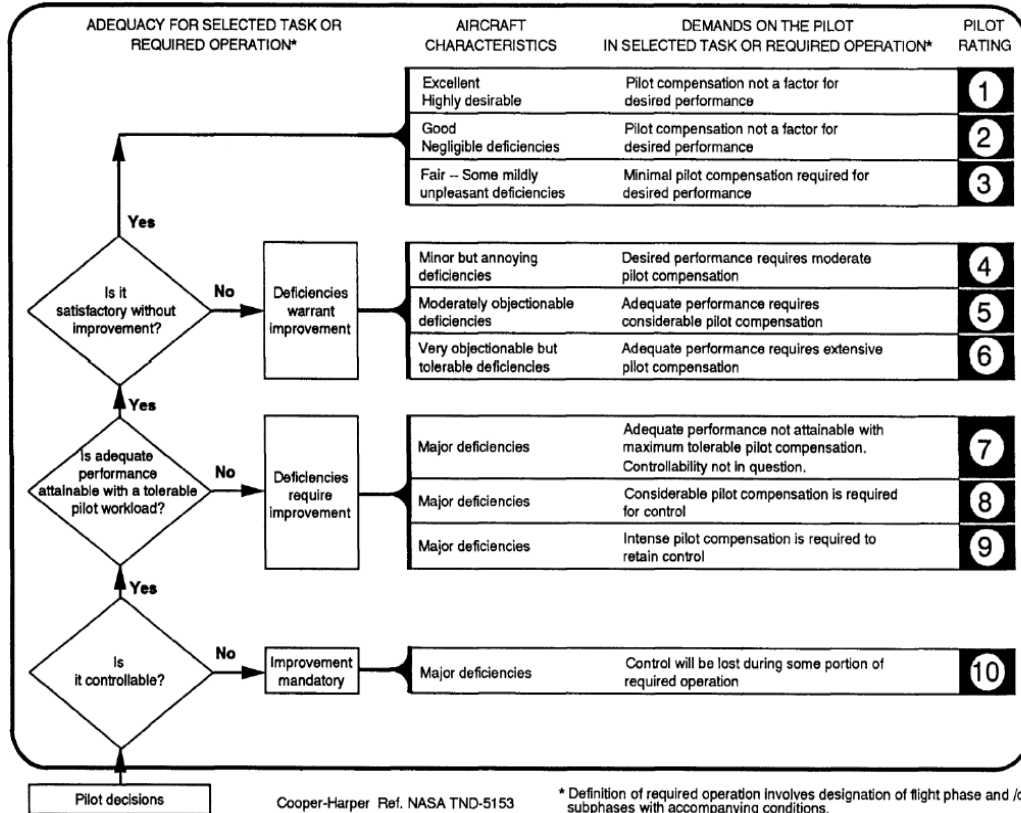 ADEQUACY FOR SELECTED TASK OR
REQUIRED OPERATION*
AIRCRAFT
CHARACTERISTICS
DEMANDS ON THE PILOT
IN SELECTED TASK OR REQUIRED OPERATION*
PILOT
RATING
Excellent
Highly desirable
Pilot compensation not a factor for
desired performance
1
Good
Negligible deficiencies
Pilot compensation not a factor for
desired performance
2
Fair -- Some mildly
unpleasant deficiencies
Minimal pilot compensation required for
desired performance
3
Yes
Is it
satisfactory without
improvement?
No
Deficiencies
warrant
improvement
Minor but annoying
deficiencies
Desired performance requires moderate
pilot compensation
4
Moderately objectionable
deficiencies
Adequate performance requires
considerable pilot compensation
5
Very objectionable but
tolerable deficiencies
Adequate performance requires extensive
pilot compensation
6
Yes
Is adequate
performance
attainable with a tolerable
pilot workload?
No
Deficiencies
require
improvement
Major deficiencies
Adequate performance not attainable with
maximum tolerable pilot compensation.
Controllability not in question.
7
Major deficiencies
Considerable pilot compensation is required
for control
8
Major deficiencies
Intense pilot compensation is required to
retain control
9
Yes
Is
it controllable?
No
Improvement
mandatory
Major deficiencies
Control will be lost during some portion of
required operation
10
Pilot decisions
Cooper-Harper Ref. NASA TND-5153
* Definition of required operation involves designation of flight phase and
subphases with accompanying conditions.